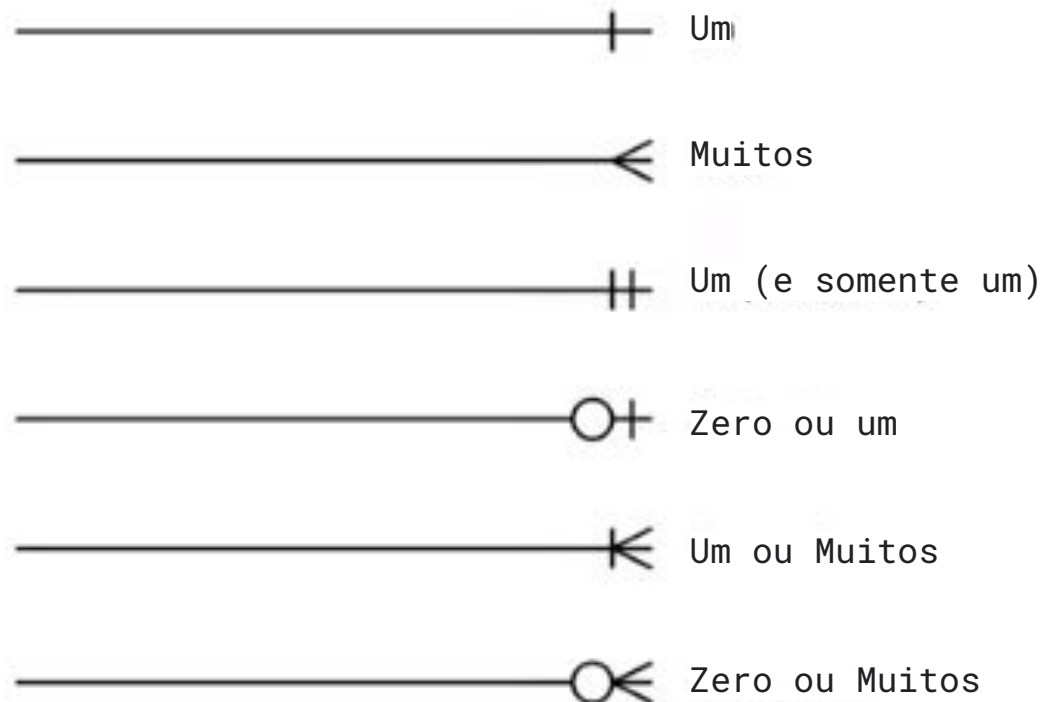 Um
Muitos
Um (e somente um)
Zero ou um
Um ou Muitos
Zero ou Muitos